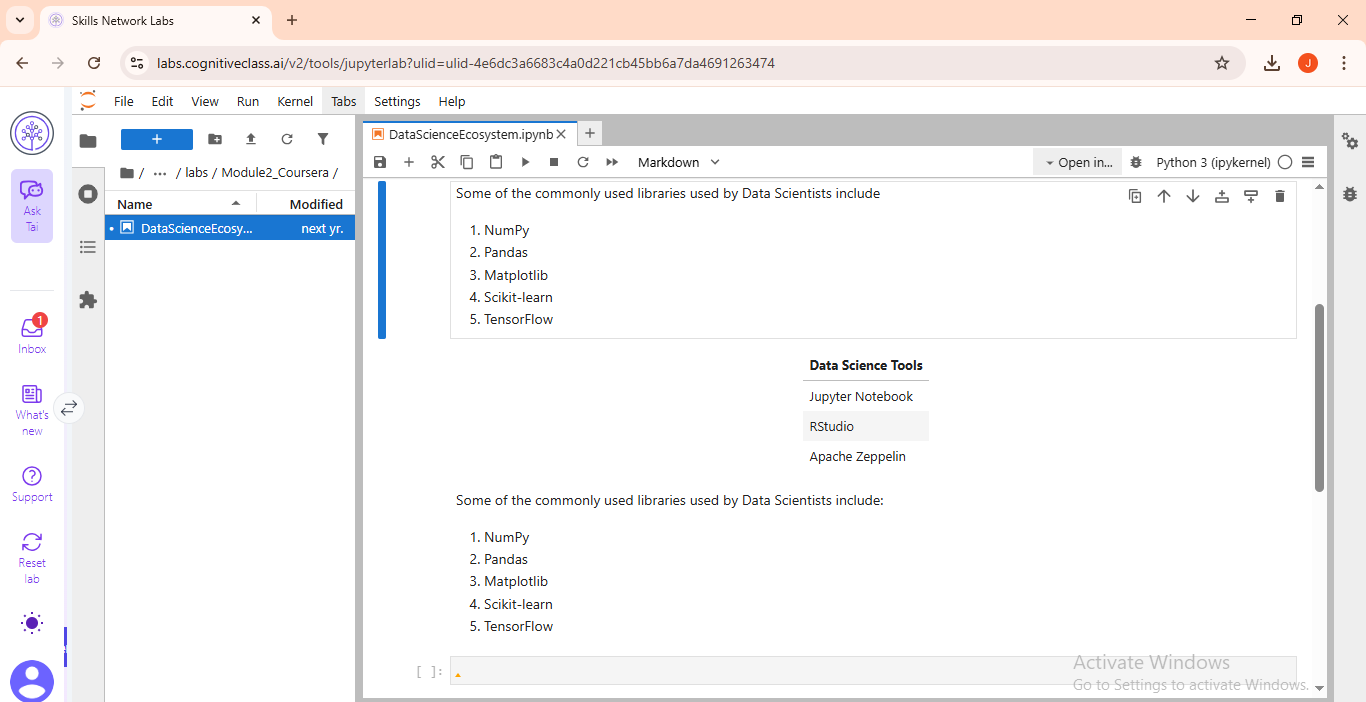 Skills Network Labs
labs.cognitiveclass.ai/v2/tools/jupyterlab?ulid=ulid-4e6dc3a6683c4a0d221cb45bb6a7da4691263474
J
File Edit View Run Kernel Tabs Settings Help
DataScienceEcosystem.ipynb
Markdown
Open in...
Python 3 (ipykernel)
/ ... / labs / Module2_Coursera /
Name Modified
DataScienceEcosy... next yr.
Ask
Tai
1
Inbox
What's
new
Support
Reset
lab
Some of the commonly used libraries used by Data Scientists include
1. NumPy
2. Pandas
3. Matplotlib
4. Scikit-learn
5. TensorFlow
Data Science Tools
Jupyter Notebook
RStudio
Apache Zeppelin
Some of the commonly used libraries used by Data Scientists include:
1. NumPy
2. Pandas
3. Matplotlib
4. Scikit-learn
5. TensorFlow
[ ]:
Activate Windows
Go to Settings to activate Windows.